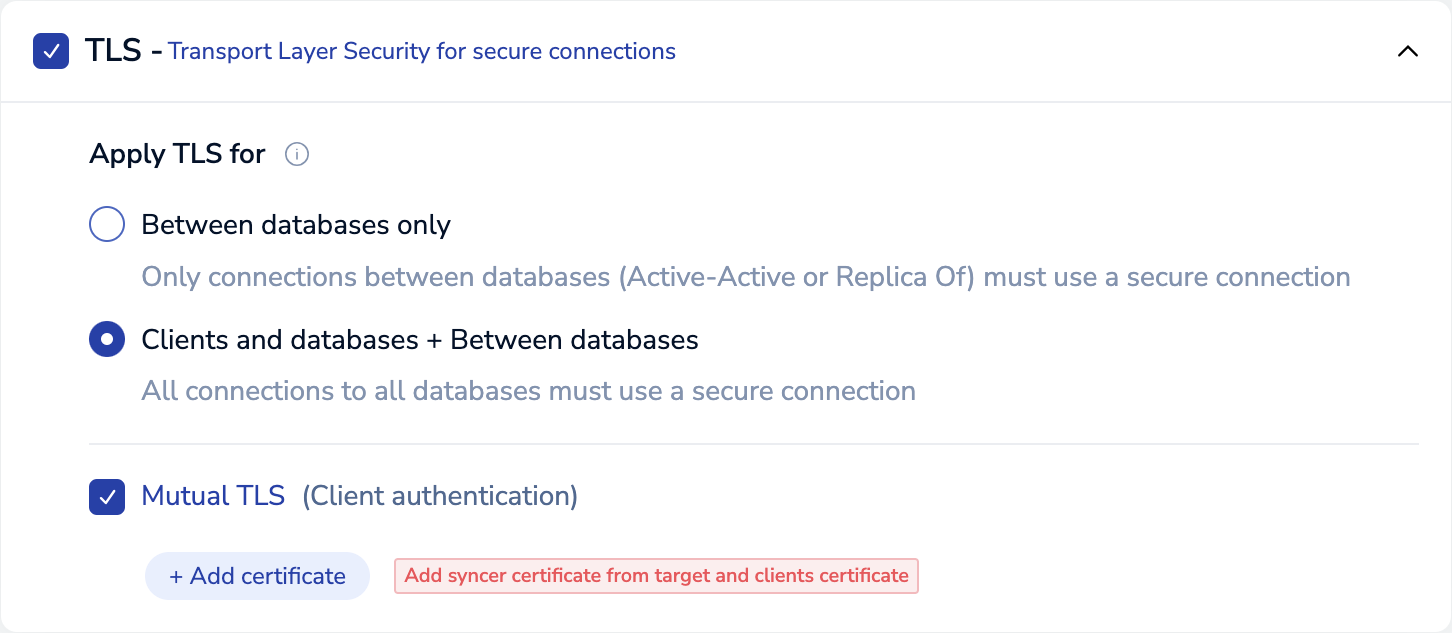 TLS - Transport Layer Security for secure connections
Apply TLS for
Between databases only
Only connections between databases (Active-Active or Replica Of) must use a secure connection
Clients and databases + Between databases
All connections to all databases must use a secure connection
Mutual TLS (Client authentication)
+ Add certificate Add syncer certificate from target and clients certificate